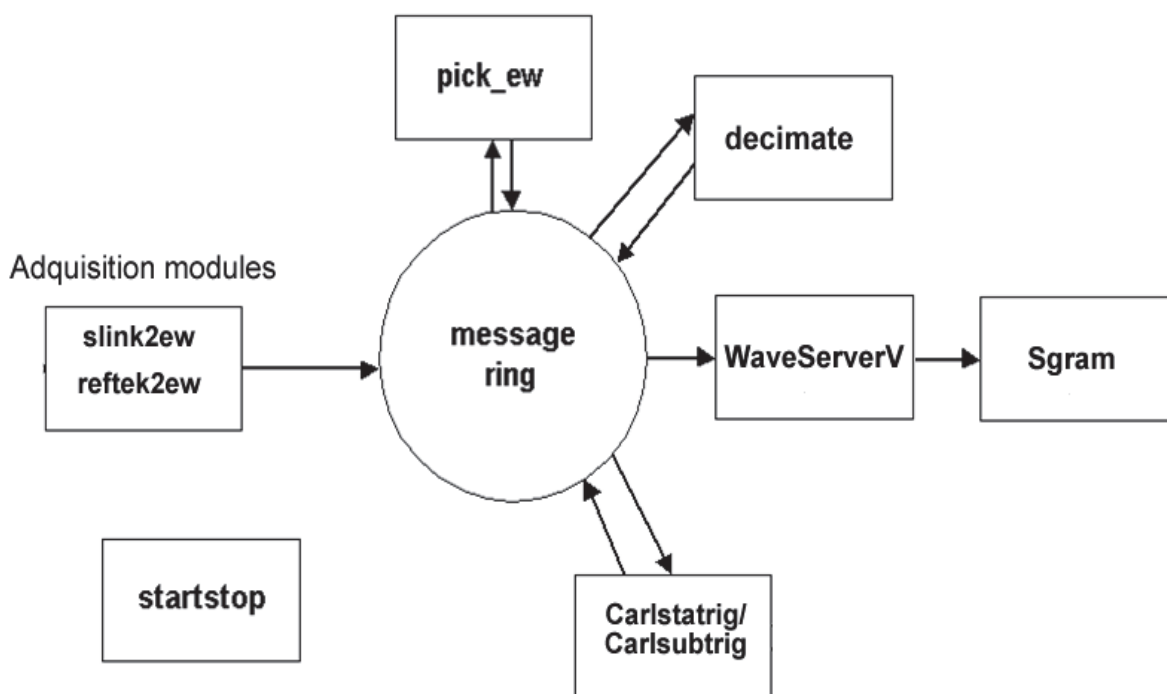 pick_ew
decimate
Adquisition modules
slink2ew
reftek2ew
message
ring
WaveServerV
Sgram
startstop
Carlstatrig/
Carlsubtrig